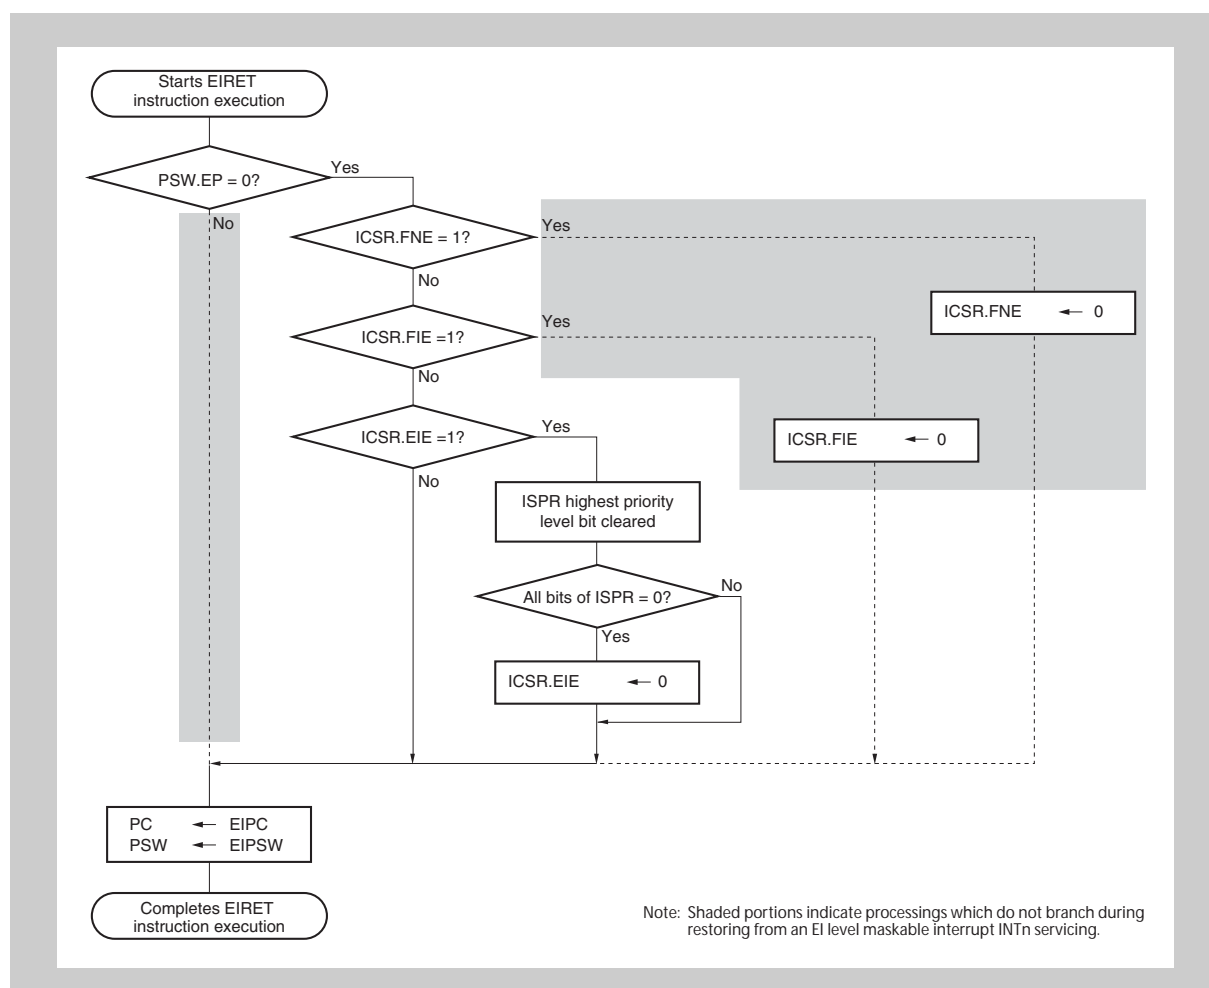 Starts EIRET
instruction execution
PSW.EP = 0?
Yes
No
ICSR.FNE = 1?
Yes
No
ICSR.FNE ← 0
ICSR.FIE =1?
Yes
No
ICSR.FIE ← 0
ICSR.EIE =1?
Yes
No
ISPR highest priority
level bit cleared
All bits of ISPR = 0?
No
Yes
ICSR.EIE ← 0
PC ← EIPC
PSW ← EIPSW
Completes EIRET
instruction execution
Note: Shaded portions indicate processings which do not branch during
restoring from an EI level maskable interrupt INTn servicing.